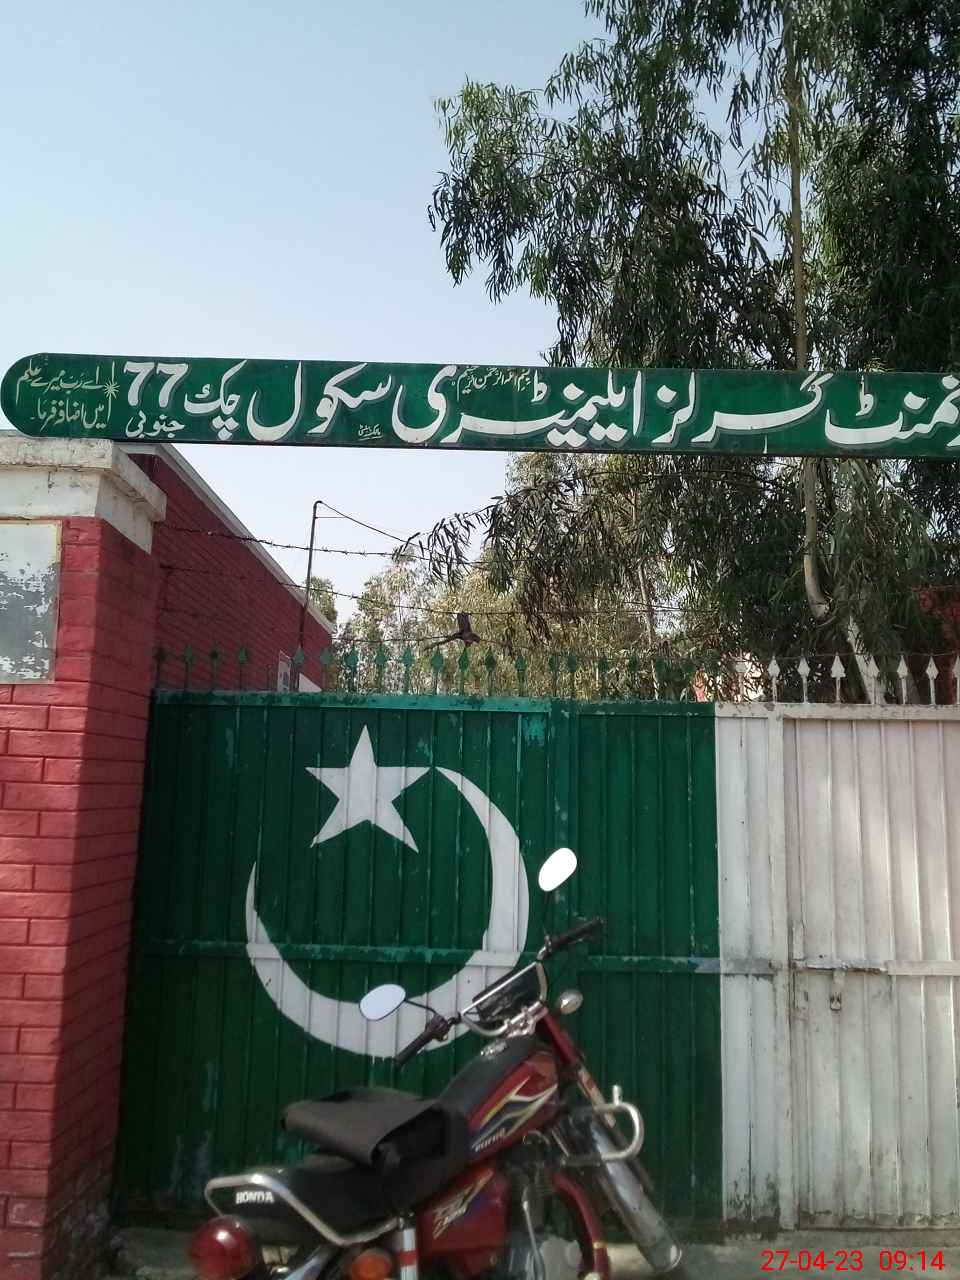 بسم اللہ الرحمٰن الرحیم
نمنٹ گرلز ایلیمنٹری سکول چک 77 جنوبی
اے رب میرے علم
میں اضافہ فرما
HONDA
27-04-23 09:14